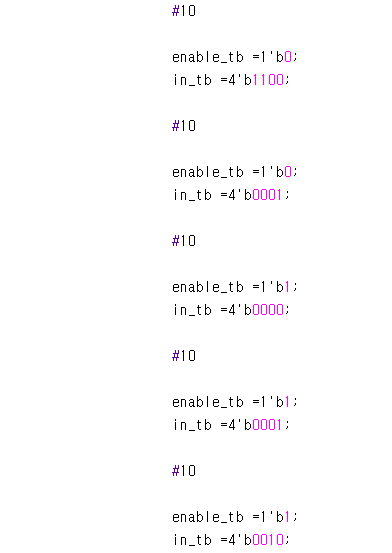 #10
enable_tb =1'b0;
in_tb =4'b1100;
#10
enable_tb =1'b0;
in_tb =4'b0001;
#10
enable_tb =1'b1;
in_tb =4'b0000;
#10
enable_tb =1'b1;
in_tb =4'b0001;
#10
enable_tb =1'b1;
in_tb =4'b0010;